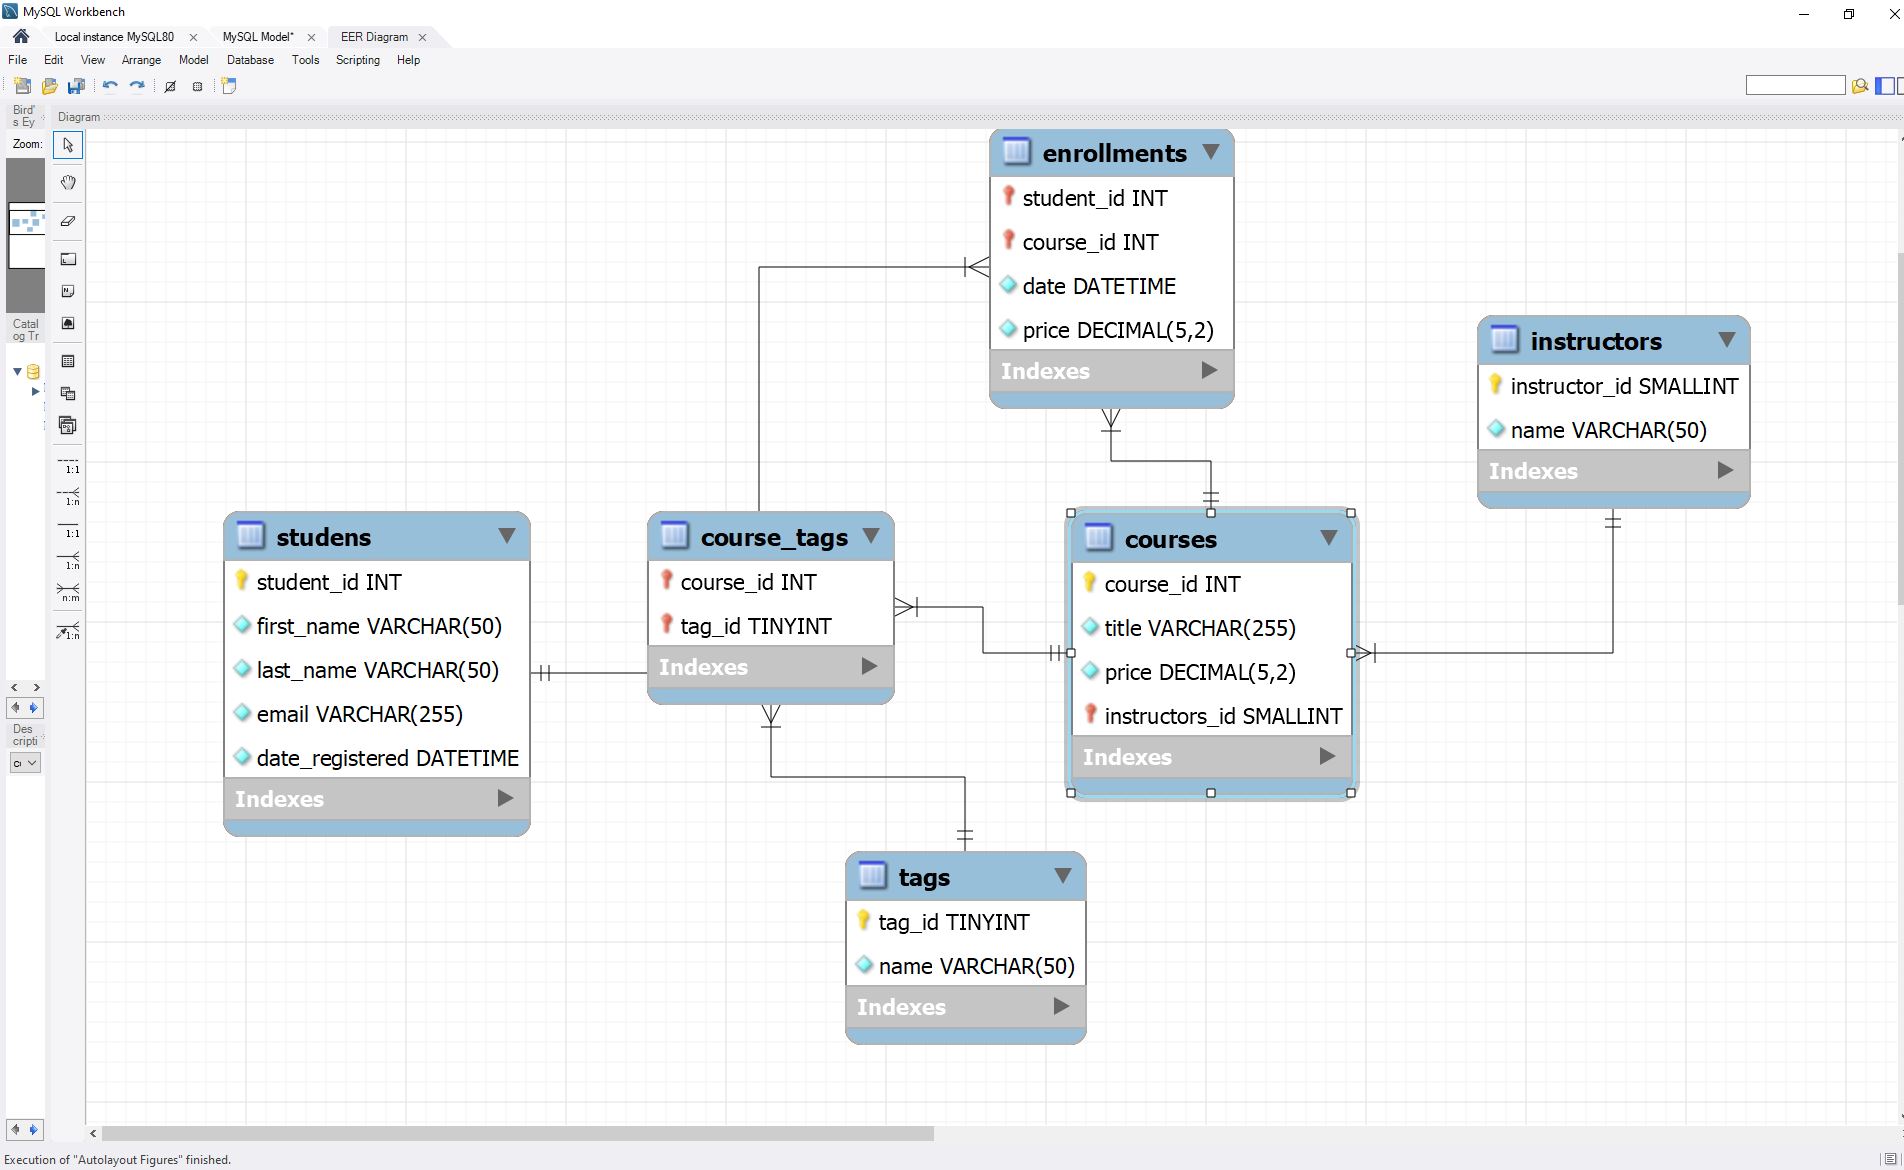 MySQL Workbench
Local instance MySQL80
MySQL Model*
EER Diagram
File Edit View Arrange Model Database Tools Scripting Help
Bird'
s Ey
Diagram
Zoom:
Catal
og Tr
1:1
1:n
1:1
1:n
n:m
1:n
Des
cripti
enrollments
student_id INT
course_id INT
date DATETIME
price DECIMAL(5,2)
Indexes
instructors
instructor_id SMALLINT
name VARCHAR(50)
Indexes
studens
student_id INT
first_name VARCHAR(50)
last_name VARCHAR(50)
email VARCHAR(255)
date_registered DATETIME
Indexes
course_tags
course_id INT
tag_id TINYINT
Indexes
courses
course_id INT
title VARCHAR(255)
price DECIMAL(5,2)
instructors_id SMALLINT
Indexes
tags
tag_id TINYINT
name VARCHAR(50)
Indexes
Execution of "Autolayout Figures" finished.